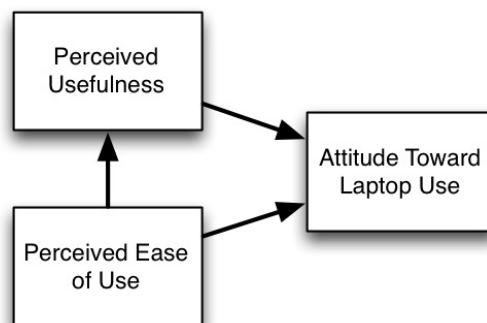 Perceived
Usefulness
Attitude Toward
Laptop Use
Perceived Ease
of Use